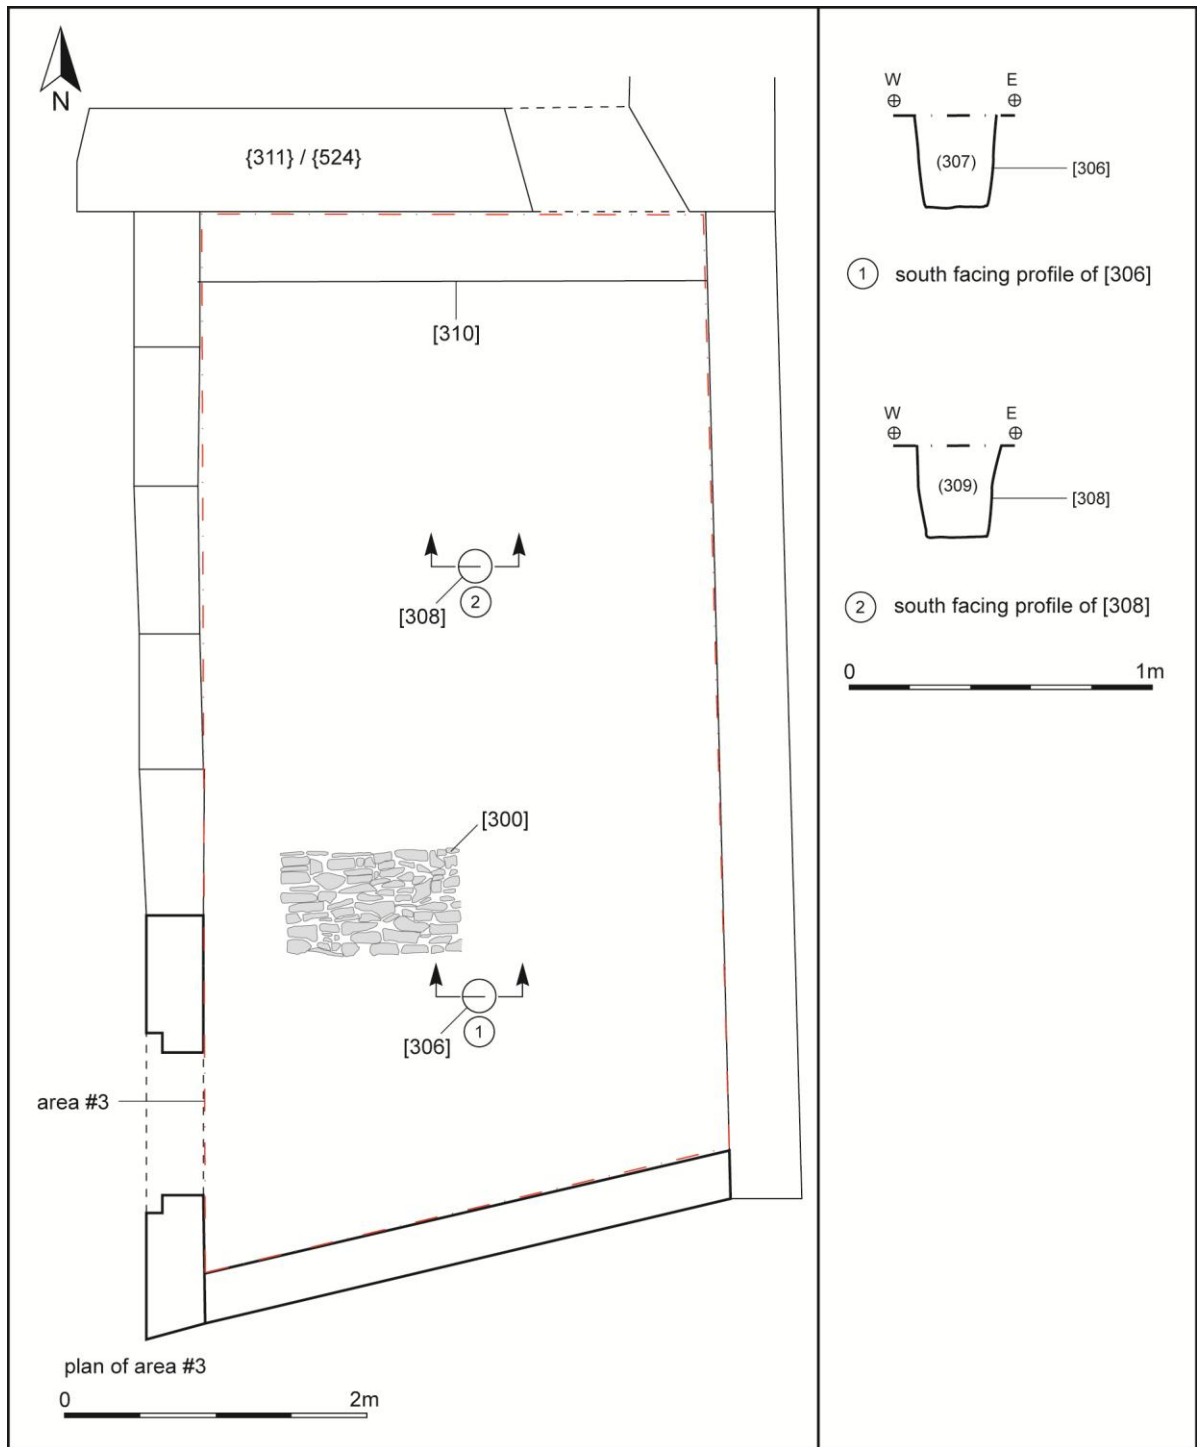 N
{311} / {524}
[310]
[308]
2
[300]
[306]
1
area #3
plan of area #3
0 2m
W E
(307)
[306]
1 south facing profile of [306]
W E
(309)
[308]
2 south facing profile of [308]
0 1m